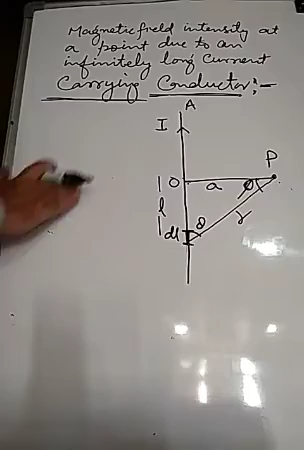 Magnetic field intensity at
a point due to an
infinitely long current
Carrying Conductor:-
A
I
P
O
a
φ
l
r
dl
θ